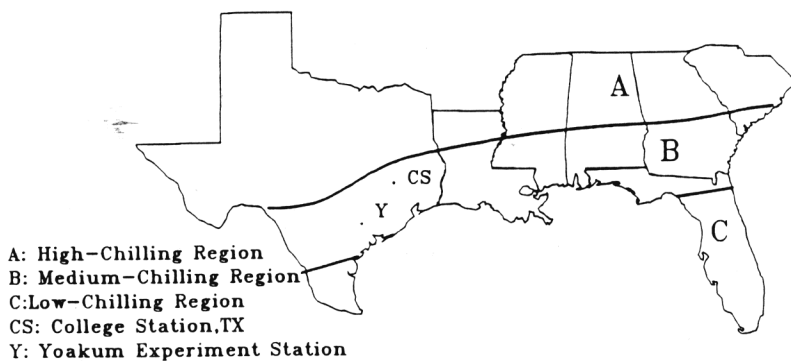 A
B
CS
Y
C
A: High-Chilling Region
B: Medium-Chilling Region
C:Low-Chilling Region
CS: College Station,TX
Y: Yoakum Experiment Station